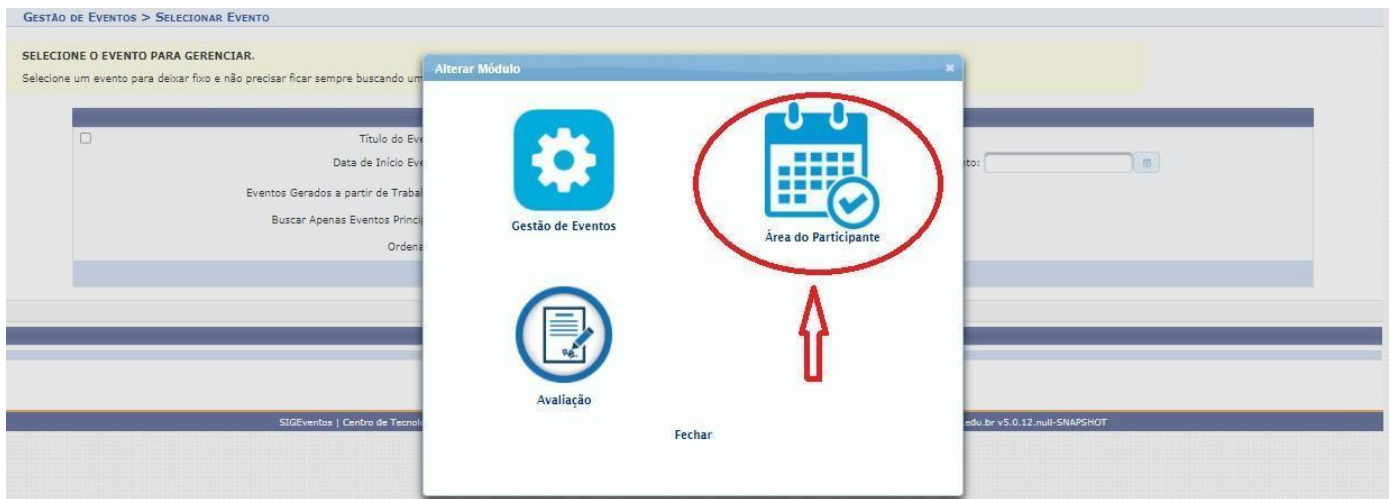 GESTÃO DE EVENTOS > SELECIONAR EVENTO
SELECIONE O EVENTO PARA GERENCIAR.
Selecione um evento para deixar fixo e não precisar ficar sempre buscando um
Alterar Módulo
Título do Eve
Data de Início Eve
nto:
Eventos Gerados a partir de Trabal
Buscar Apenas Eventos Princip
Ordena
Gestão de Eventos
Área do Participante
Avaliação
Fechar
SIGEventos | Centro de Tecnolo
edu.br v5.0.12.null-SNAPSHOT